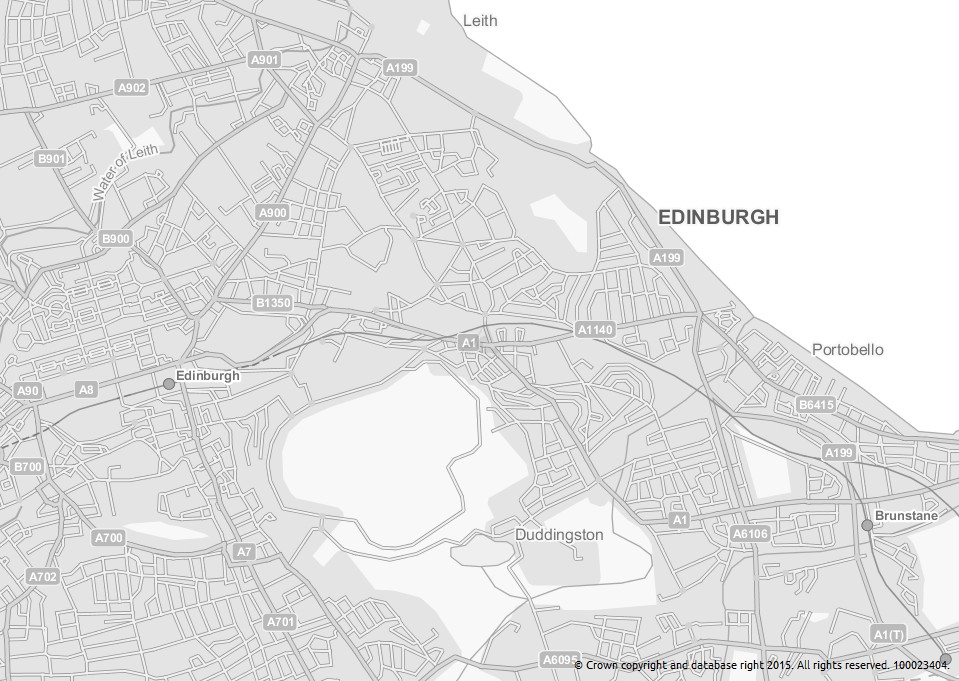 Leith
A901
A199
A902
B901
Water of Leith
A900
EDINBURGH
B900
A199
B1350
A1140
A1
Portobello
Edinburgh
A90
A8
B6415
A199
B700
A1
Brunstane
A6106
Duddingston
A700
A7
A702
A701
A1(T)
A6095
© Crown copyright and database right 2015. All rights reserved. 100023404.